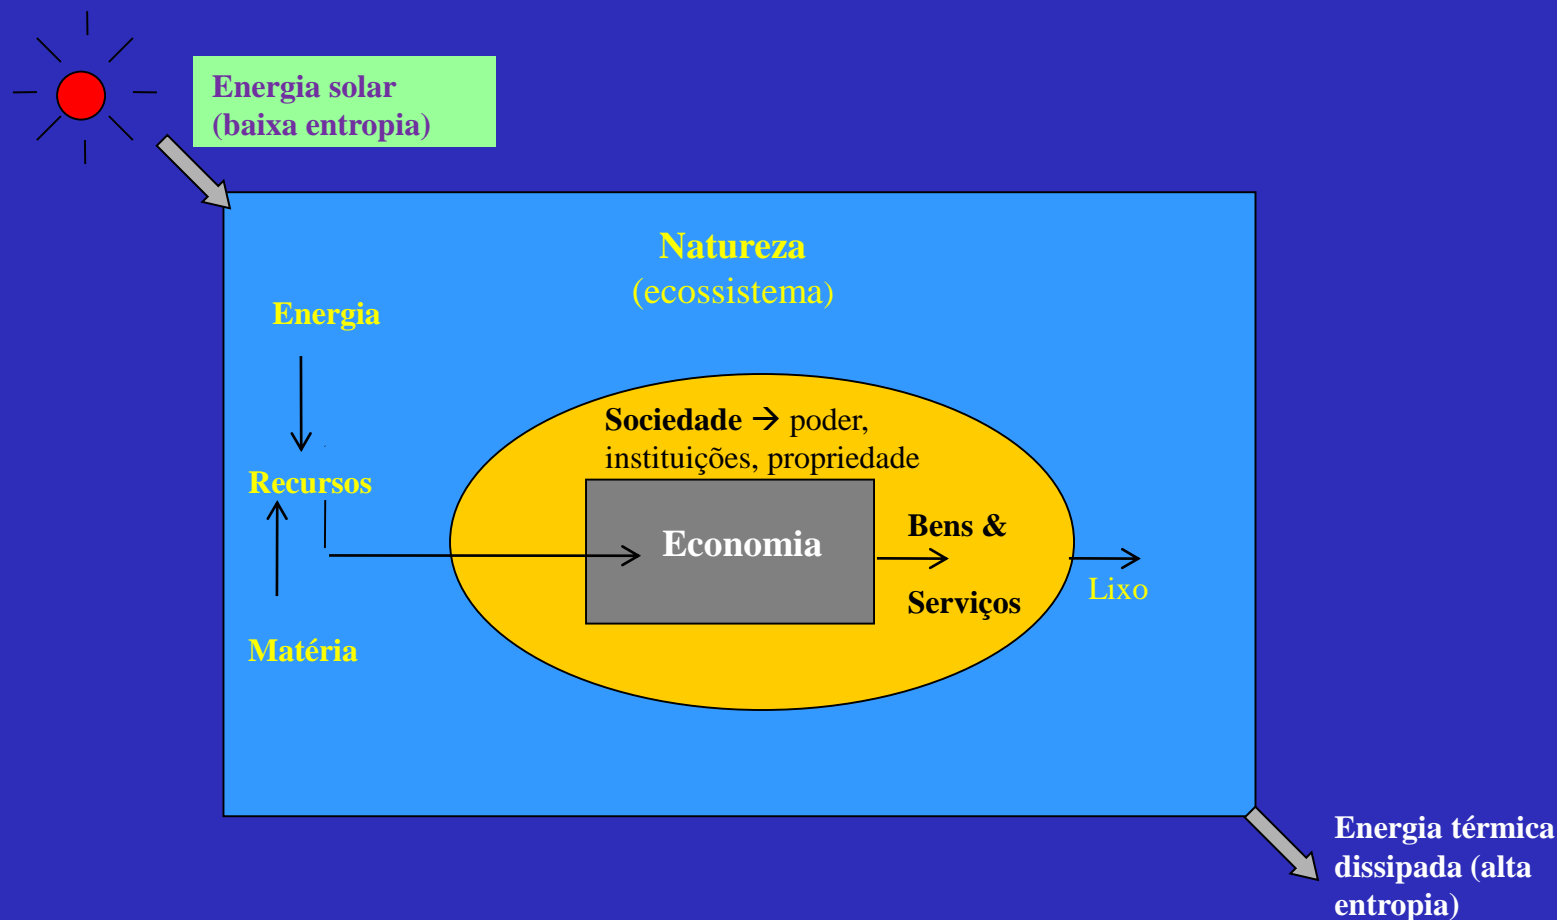 Energia solar
(baixa entropia)
Natureza
(ecossistema)
Energia
Sociedade → poder,
instituições, propriedade
Recursos
Economia
Bens &
Serviços
Lixo
Matéria
Energia térmica
dissipada (alta
entropia)